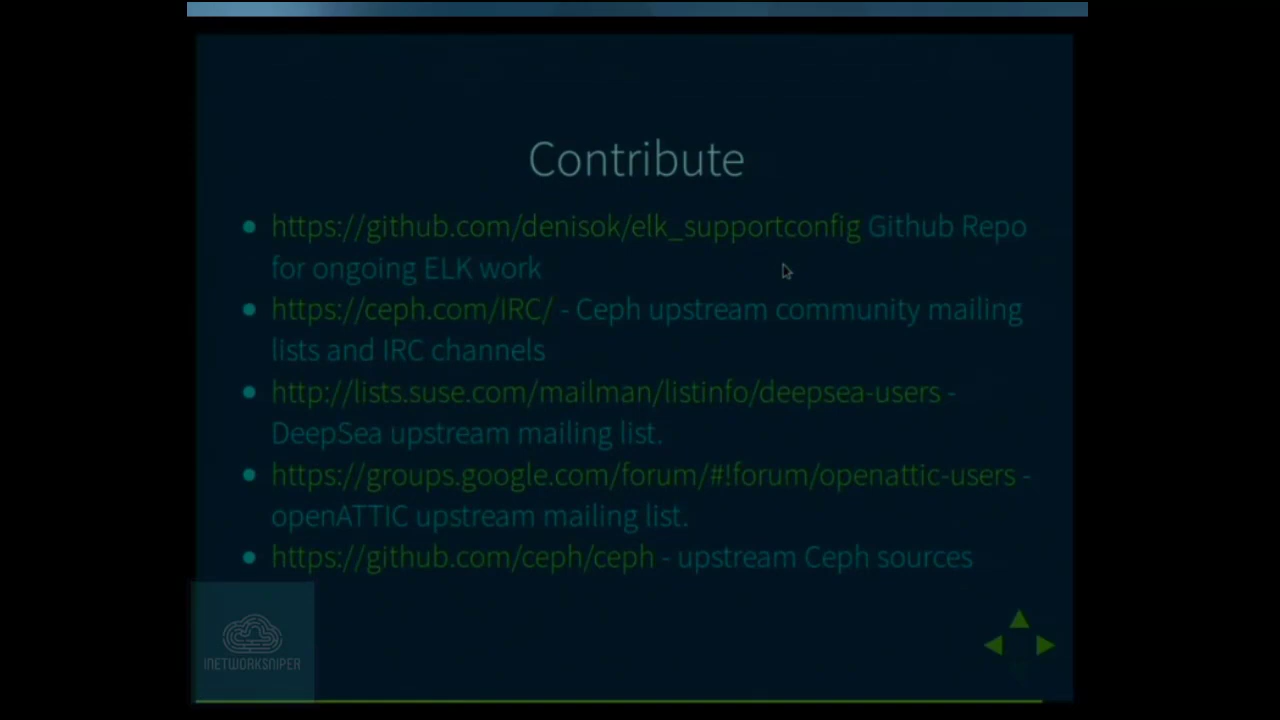 Contribute
https://github.com/denisok/elk_supportconfig Github Repo
for ongoing ELK work
https://ceph.com/IRC/ - Ceph upstream community mailing
lists and IRC channels
http://lists.suse.com/mailman/listinfo/deepsea-users -
DeepSea upstream mailing list.
https://groups.google.com/forum/#!forum/openattic-users -
openATTIC upstream mailing list.
https://github.com/ceph/ceph - upstream Ceph sources
INETWORKSNIPER